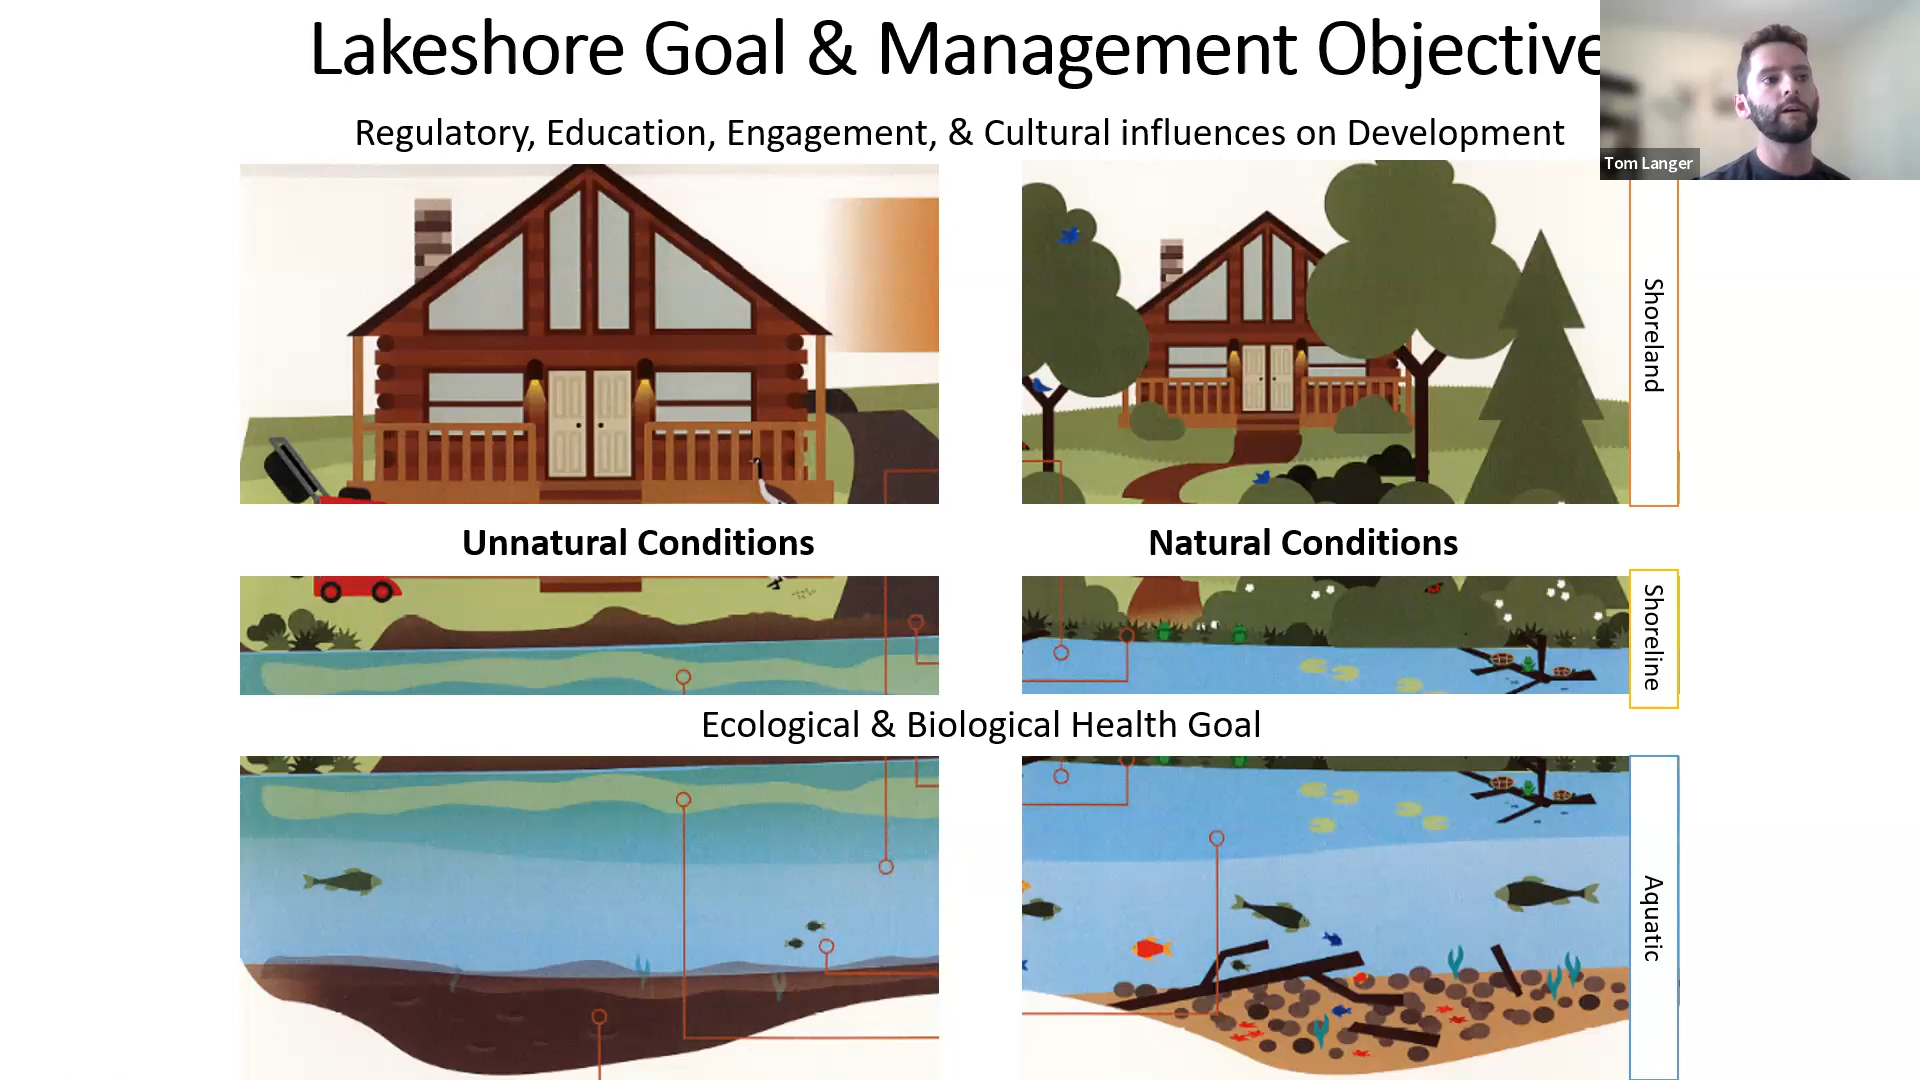 Lakeshore Goal & Management Objective
Tom Langer
Regulatory, Education, Engagement, & Cultural influences on Development
Shoreland
Unnatural Conditions
Natural Conditions
Shoreline
Ecological & Biological Health Goal
Aquatic